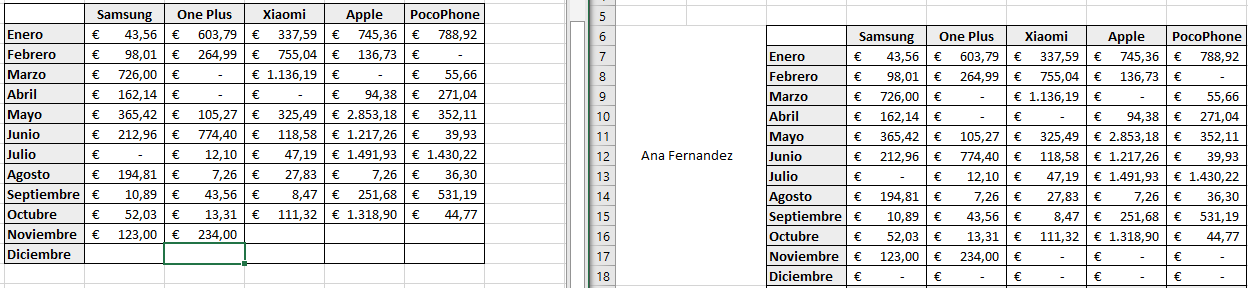 Samsung One Plus Xiaomi Apple PocoPhone
Enero € 43,56 € 603,79 € 337,59 € 745,36 € 788,92
Febrero € 98,01 € 264,99 € 755,04 € 136,73 € -
Marzo € 726,00 € - € 1.136,19 € - € 55,66
Abril € 162,14 € - € - € 94,38 € 271,04
Mayo € 365,42 € 105,27 € 325,49 € 2.853,18 € 352,11
Junio € 212,96 € 774,40 € 118,58 € 1.217,26 € 39,93
Julio € - € 12,10 € 47,19 € 1.491,93 € 1.430,22
Agosto € 194,81 € 7,26 € 27,83 € 7,26 € 36,30
Septiembre € 10,89 € 43,56 € 8,47 € 251,68 € 531,19
Octubre € 52,03 € 13,31 € 111,32 € 1.318,90 € 44,77
Noviembre € 123,00 € 234,00
Diciembre
5
6 Samsung One Plus Xiaomi Apple PocoPhone
7 Enero € 43,56 € 603,79 € 337,59 € 745,36 € 788,92
8 Febrero € 98,01 € 264,99 € 755,04 € 136,73 € -
9 Marzo € 726,00 € - € 1.136,19 € - € 55,66
10 Abril € 162,14 € - € - € 94,38 € 271,04
11 Mayo € 365,42 € 105,27 € 325,49 € 2.853,18 € 352,11
12 Ana Fernandez Junio € 212,96 € 774,40 € 118,58 € 1.217,26 € 39,93
13 Julio € - € 12,10 € 47,19 € 1.491,93 € 1.430,22
14 Agosto € 194,81 € 7,26 € 27,83 € 7,26 € 36,30
15 Septiembre € 10,89 € 43,56 € 8,47 € 251,68 € 531,19
16 Octubre € 52,03 € 13,31 € 111,32 € 1.318,90 € 44,77
17 Noviembre € 123,00 € 234,00 € - € - € -
18 Diciembre € - € - € - € - € -